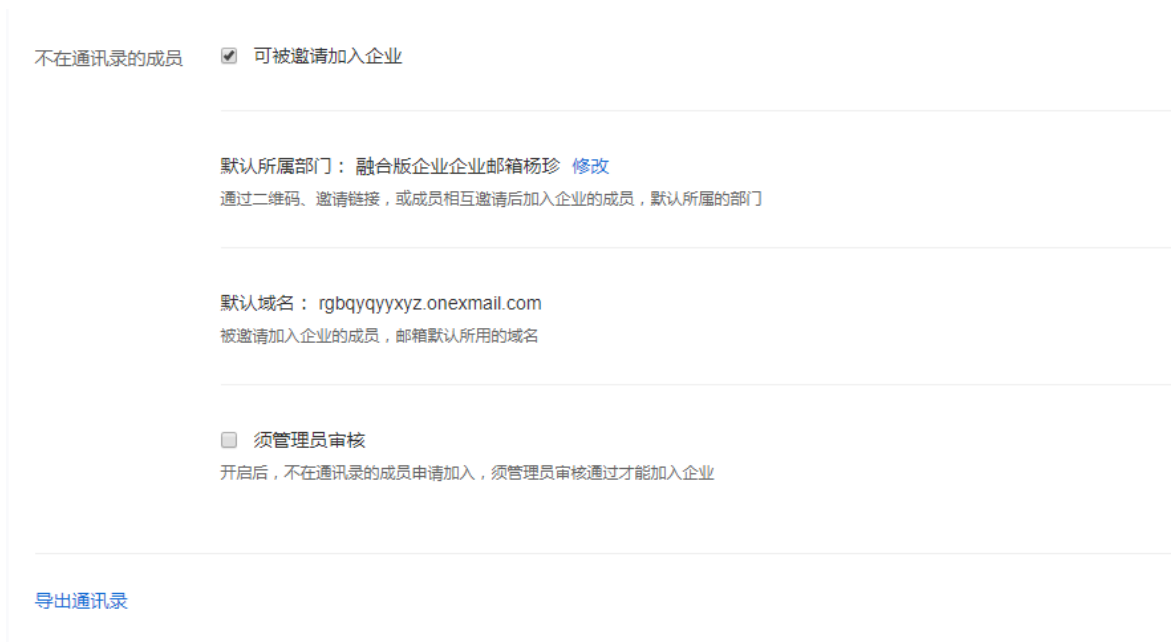 不在通讯录的成员 可被邀请加入企业
默认所属部门： 融合版企业企业邮箱杨珍 修改
通过二维码、邀请链接，或成员相互邀请后加入企业的成员，默认所属的部门
默认域名： rgbqyqyyxyz.onexmail.com
被邀请加入企业的成员，邮箱默认所用的域名
须管理员审核
开启后，不在通讯录的成员申请加入，须管理员审核通过才能加入企业
导出通讯录